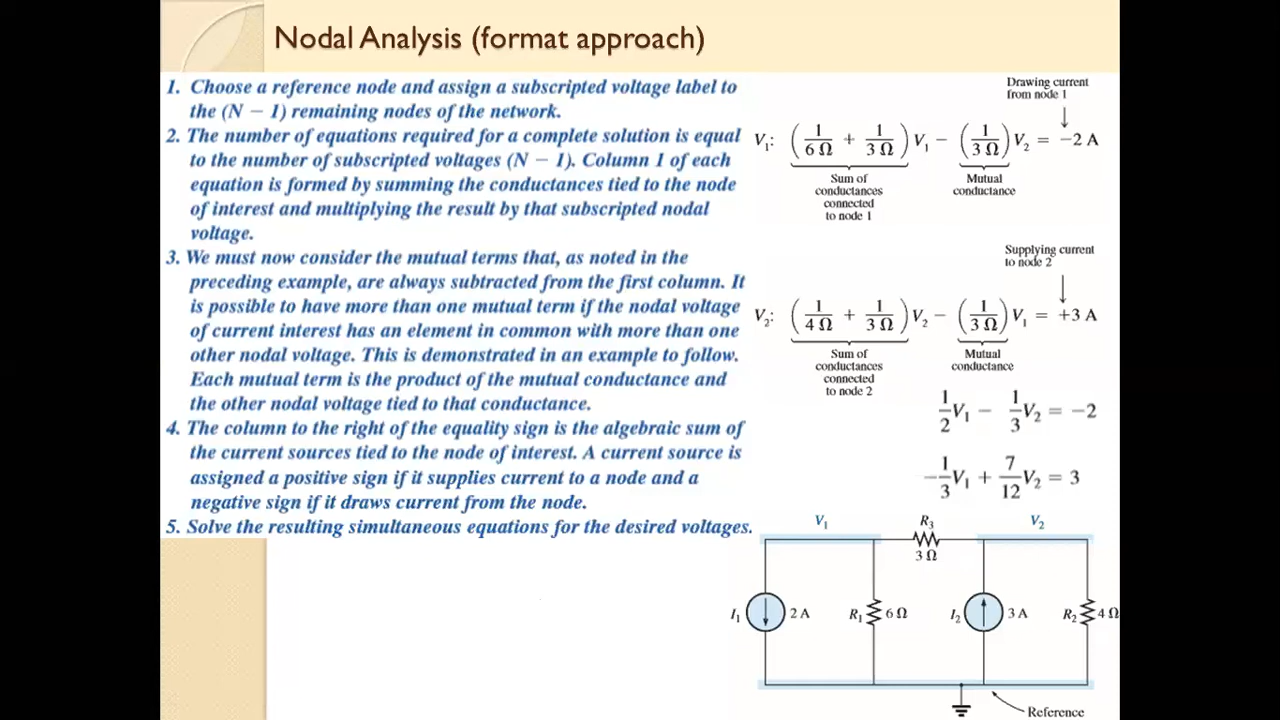 Nodal Analysis (format approach)
1. Choose a reference node and assign a subscripted voltage label to
the (N − 1) remaining nodes of the network.
2. The number of equations required for a complete solution is equal
to the number of subscripted voltages (N − 1). Column 1 of each
equation is formed by summing the conductances tied to the node
of interest and multiplying the result by that subscripted nodal
voltage.
3. We must now consider the mutual terms that, as noted in the
preceding example, are always subtracted from the first column. It
is possible to have more than one mutual term if the nodal voltage
of current interest has an element in common with more than one
other nodal voltage. This is demonstrated in an example to follow.
Each mutual term is the product of the mutual conductance and
the other nodal voltage tied to that conductance.
4. The column to the right of the equality sign is the algebraic sum of
the current sources tied to the node of interest. A current source is
assigned a positive sign if it supplies current to a node and a
negative sign if it draws current from the node.
5. Solve the resulting simultaneous equations for the desired voltages.
Drawing current
from node 1
V₁: (1/6 Ω + 1/3 Ω) V₁ − (1/3 Ω) V₂ = −2 A
Sum of
conductances
connected
to node 1
Mutual
conductance
Supplying current
to node 2
V₂: (1/4 Ω + 1/3 Ω) V₂ − (1/3 Ω) V₁ = +3 A
Sum of
conductances
connected
to node 2
Mutual
conductance
1/2 V₁ − 1/3 V₂ = −2
−1/3 V₁ + 7/12 V₂ = 3
V₁ R₃ V₂
3 Ω
I₁ 2 A R₁ 6 Ω I₂ 3 A R₂ 4 Ω
Reference